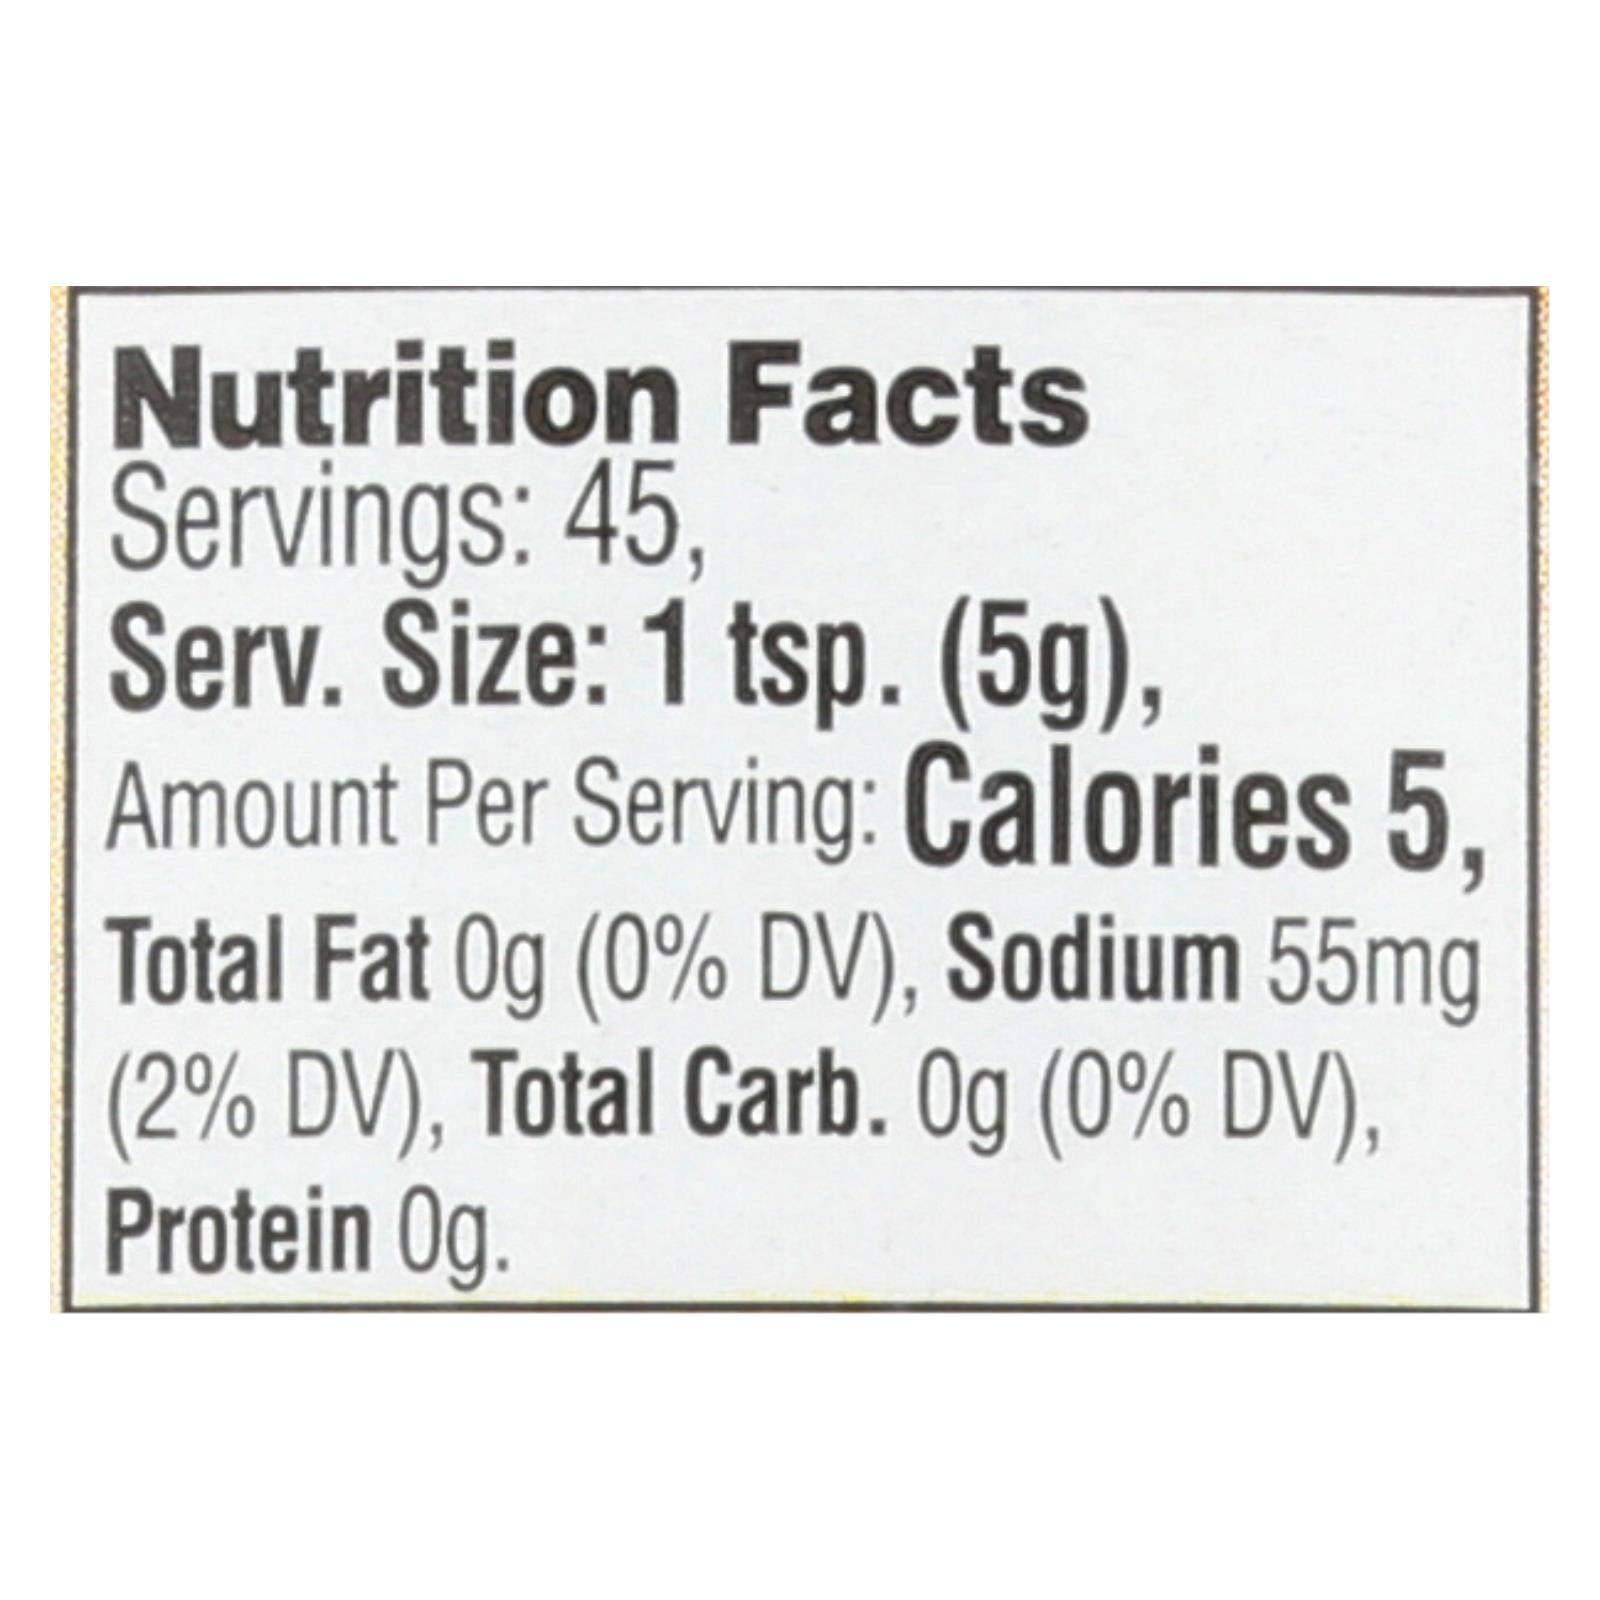 Nutrition Facts
Servings: 45,
Serv. Size: 1 tsp. (5g),
Amount Per Serving: Calories 5,
Total Fat 0g (0% DV), Sodium 55mg
(2% DV), Total Carb. 0g (0% DV),
Protein 0g.